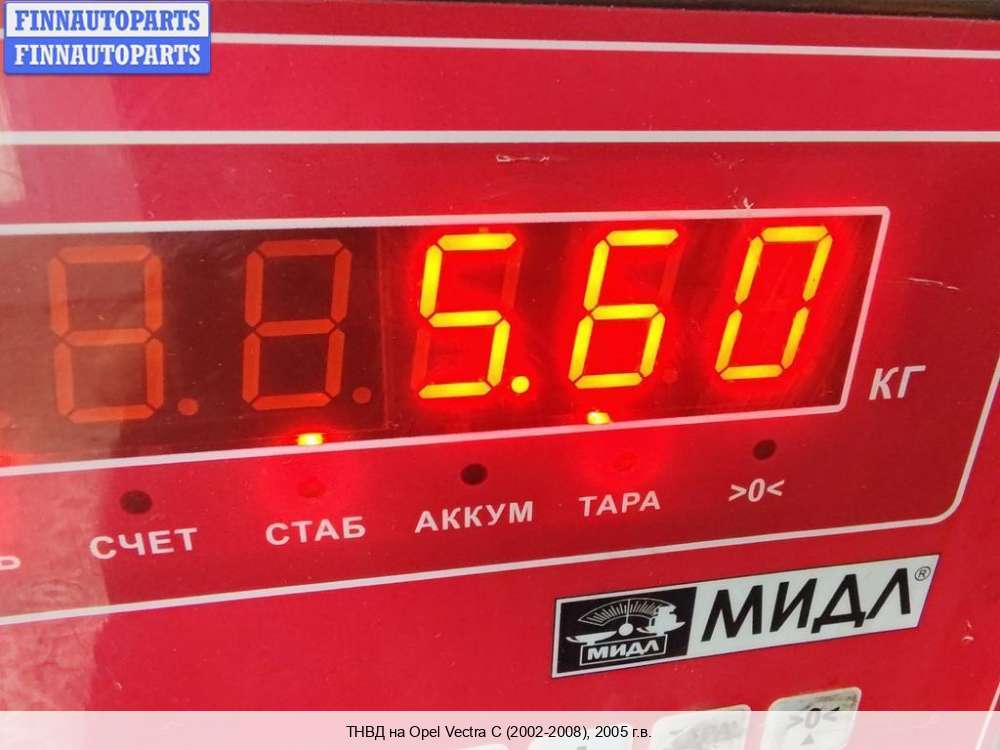 FINNAUTOPARTS
FINNAUTOPARTS
5.60
КГ
СЧЕТ СТАБ АККУМ ТАРА >0<
МИДЛ МИДЛ®
>0<
ТНВД на Opel Vectra C (2002-2008), 2005 г.в.